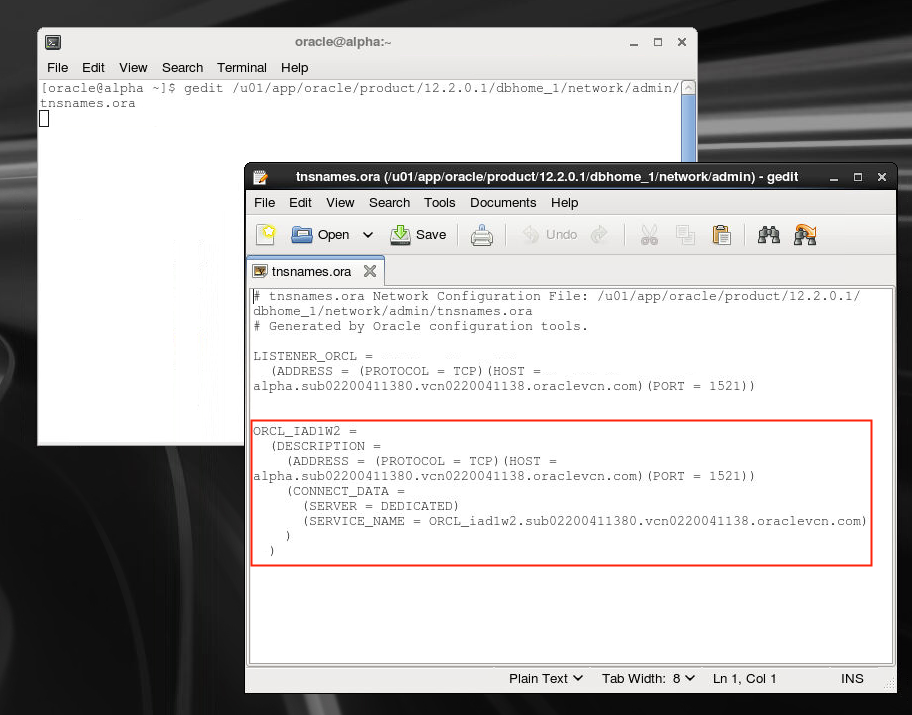 oracle@alpha:~
File Edit View Search Terminal Help
[oracle@alpha ~]$ gedit /u01/app/oracle/product/12.2.0.1/dbhome_1/network/admin/
tnsnames.ora
tnsnames.ora (/u01/app/oracle/product/12.2.0.1/dbhome_1/network/admin) - gedit
File Edit View Search Tools Documents Help
Open Save Undo
tnsnames.ora
# tnsnames.ora Network Configuration File: /u01/app/oracle/product/12.2.0.1/
dbhome_1/network/admin/tnsnames.ora
# Generated by Oracle configuration tools.
LISTENER_ORCL =
(ADDRESS = (PROTOCOL = TCP)(HOST =
alpha.sub02200411380.vcn0220041138.oraclevcn.com)(PORT = 1521))
ORCL_IAD1W2 =
(DESCRIPTION =
(ADDRESS = (PROTOCOL = TCP)(HOST =
alpha.sub02200411380.vcn0220041138.oraclevcn.com)(PORT = 1521))
(CONNECT_DATA =
(SERVER = DEDICATED)
(SERVICE_NAME = ORCL_iad1w2.sub02200411380.vcn0220041138.oraclevcn.com)
)
)
Plain Text Tab Width: 8 Ln 1, Col 1 INS